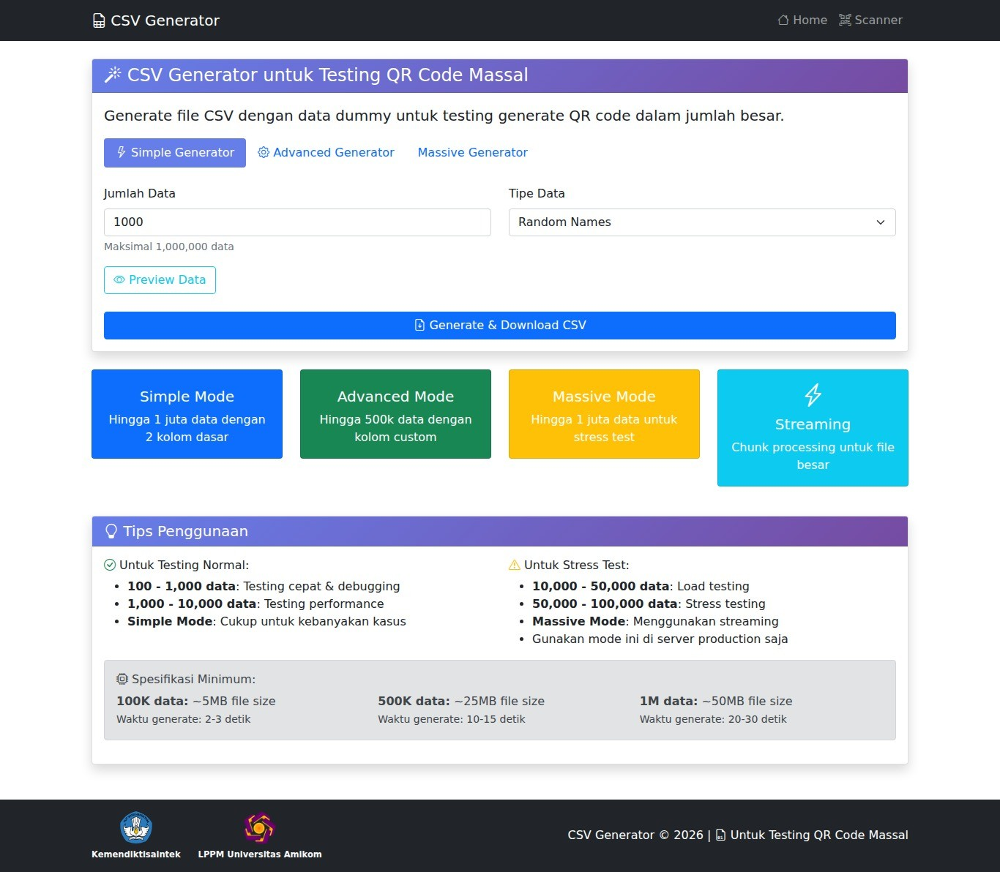 CSV Generator
Home
Scanner
CSV Generator untuk Testing QR Code Massal
Generate file CSV dengan data dummy untuk testing generate QR code dalam jumlah besar.
Simple Generator
Advanced Generator
Massive Generator
Jumlah Data
Tipe Data
1000
Random Names
Maksimal 1,000,000 data
Preview Data
Generate & Download CSV
Simple Mode
Hingga 1 juta data dengan
2 kolom dasar
Advanced Mode
Hingga 500k data dengan
kolom custom
Massive Mode
Hingga 1 juta data untuk
stress test
Streaming
Chunk processing untuk file
besar
Tips Penggunaan
Untuk Testing Normal:
100 - 1,000 data: Testing cepat & debugging
1,000 - 10,000 data: Testing performance
Simple Mode: Cukup untuk kebanyakan kasus
Untuk Stress Test:
10,000 - 50,000 data: Load testing
50,000 - 100,000 data: Stress testing
Massive Mode: Menggunakan streaming
Gunakan mode ini di server production saja
Spesifikasi Minimum:
100K data: ~5MB file size
Waktu generate: 2-3 detik
500K data: ~25MB file size
Waktu generate: 10-15 detik
1M data: ~50MB file size
Waktu generate: 20-30 detik
Kemendiktisaintek
LPPM Universitas Amikom
CSV Generator © 2026 | Untuk Testing QR Code Massal